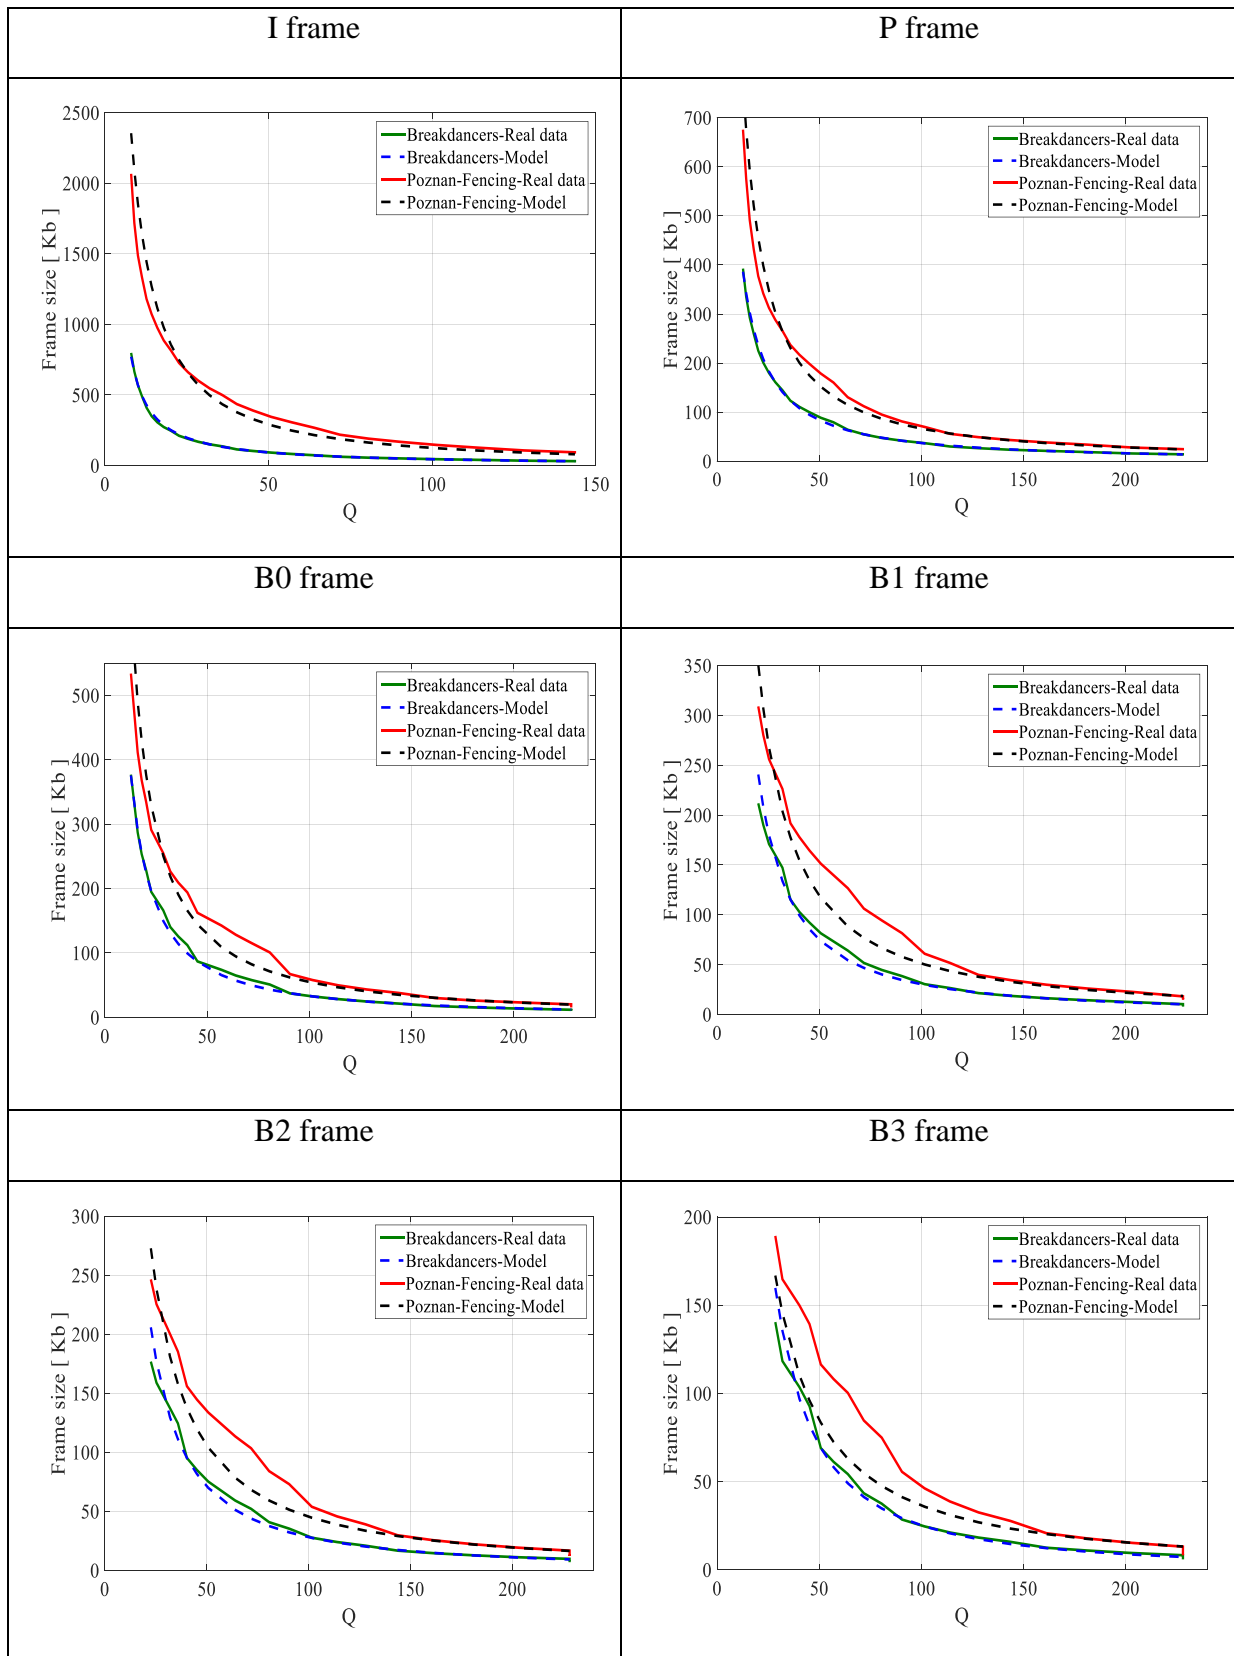 I frame
P frame
2500
2000
1500
1000
500
0
0
50
100
150
Frame size [ Kb ]
Q
Breakdancers-Real data
Breakdancers-Model
Poznan-Fencing-Real data
Poznan-Fencing-Model
700
600
500
400
300
200
100
0
0
50
100
150
200
Frame size [ Kb ]
Q
Breakdancers-Real data
Breakdancers-Model
Poznan-Fencing-Real data
Poznan-Fencing-Model
B0 frame
B1 frame
500
400
300
200
100
0
0
50
100
150
200
Frame size [ Kb ]
Q
Breakdancers-Real data
Breakdancers-Model
Poznan-Fencing-Real data
Poznan-Fencing-Model
350
300
250
200
150
100
50
0
0
50
100
150
200
Frame size [ Kb ]
Q
Breakdancers-Real data
Breakdancers-Model
Poznan-Fencing-Real data
Poznan-Fencing-Model
B2 frame
B3 frame
300
250
200
150
100
50
0
0
50
100
150
200
Frame size [ Kb ]
Q
Breakdancers-Real data
Breakdancers-Model
Poznan-Fencing-Real data
Poznan-Fencing-Model
200
150
100
50
0
0
50
100
150
200
Frame size [ Kb ]
Q
Breakdancers-Real data
Breakdancers-Model
Poznan-Fencing-Real data
Poznan-Fencing-Model